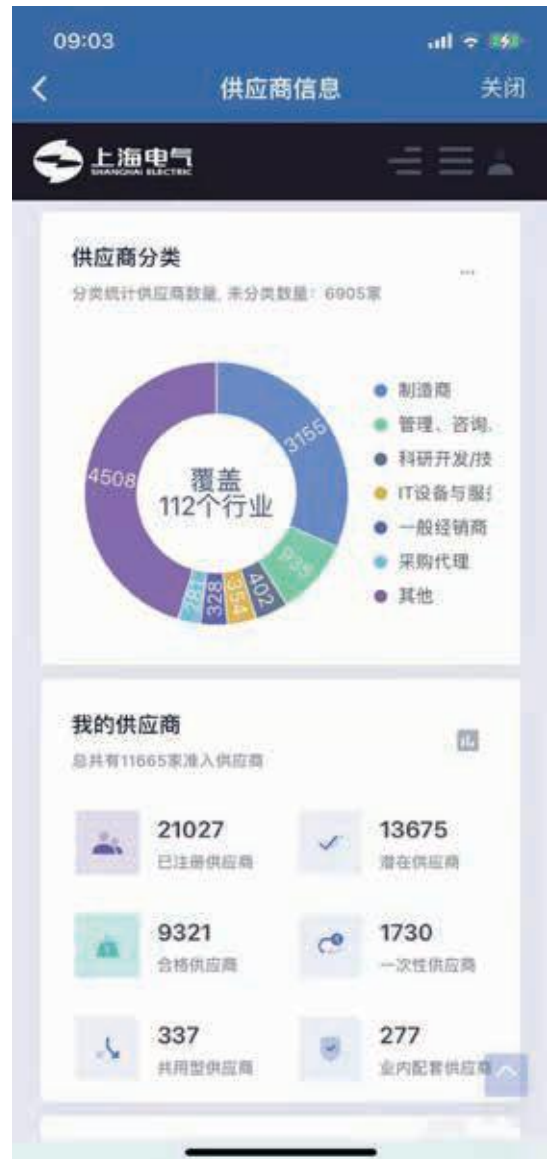 09:03
供应商信息
关闭
上海电气
SHANGHAI ELECTRIC
供应商分类
分类统计供应商数量, 未分类数量: 6905家
3155
935
402
354
328
281
4508
覆盖
112个行业
制造商
管理、咨询、
科研开发/技
IT设备与服务
一般经销商
采购代理
其他
我的供应商
总共有11665家准入供应商
21027
已注册供应商
13675
潜在供应商
9321
合格供应商
1730
一次性供应商
337
共用型供应商
277
业内配套供应商